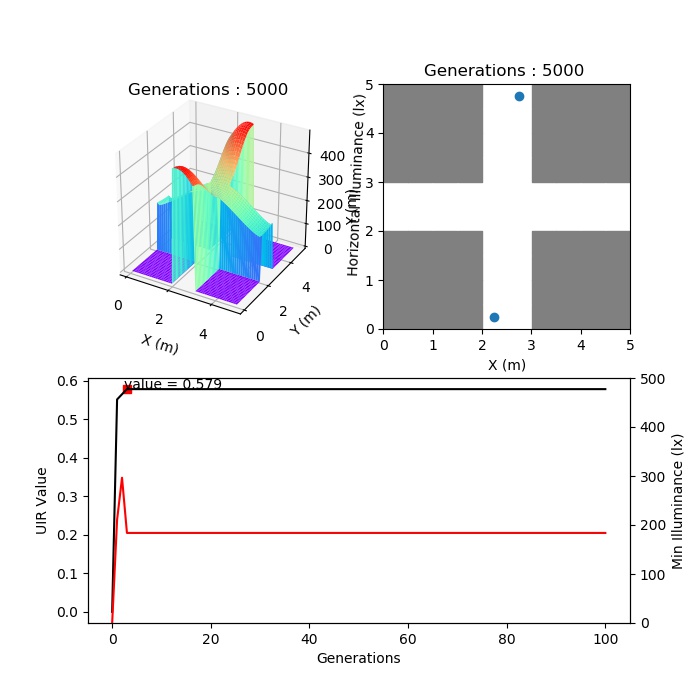 Generations : 5000
400
300
200
100
0
Horizontal Illuminance (lx)
0
2
4
X (m)
0
2
4
Y (m)
Generations : 5000
5
4
3
2
1
0
Y (m)
0 1 2 3 4 5
X (m)
value = 0.579
0.6
0.5
0.4
0.3
0.2
0.1
0.0
UIR Value
500
400
300
200
100
0
Min Illuminance (lx)
0 20 40 60 80 100
Generations